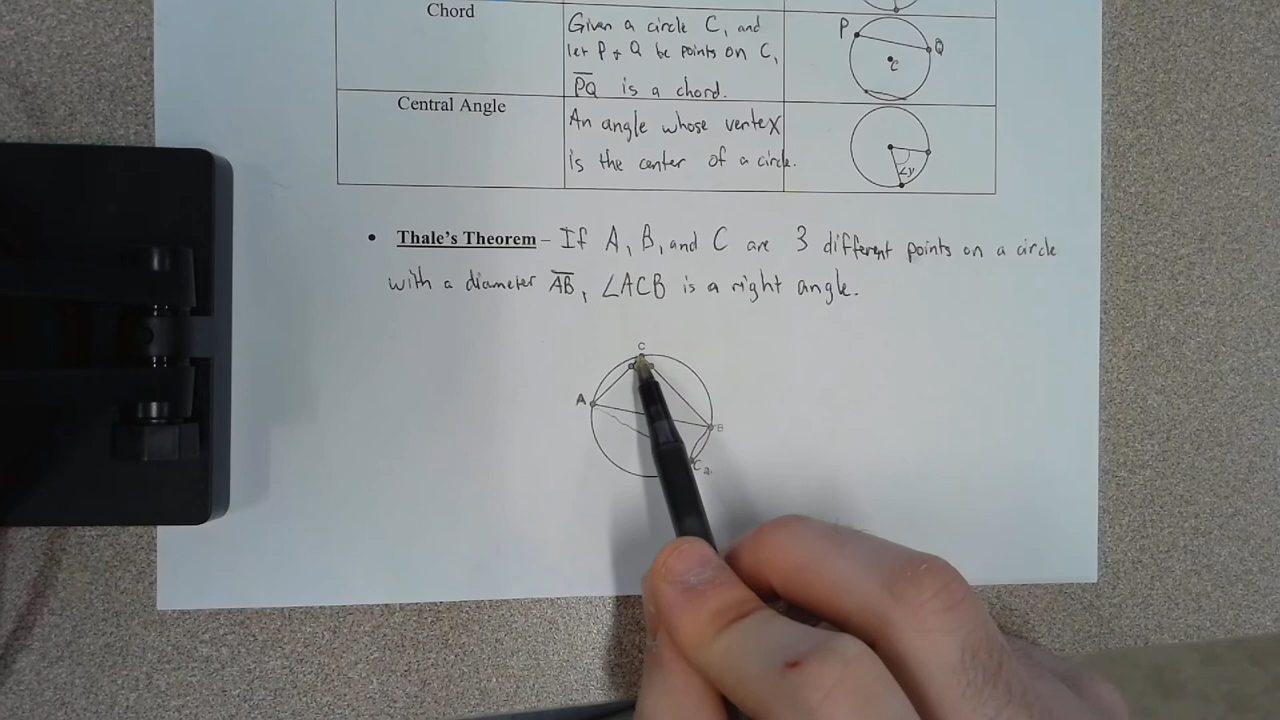 Chord
Given a circle C, and
let P + Q be points on C,
PQ is a chord.
P
Q
C
Central Angle
An angle whose vertex
is the center of a circle.
∠y
• Thale's Theorem – If A, B, and C are 3 different points on a circle
with a diameter AB, ∠ACB is a right angle.
C
A
B
C2